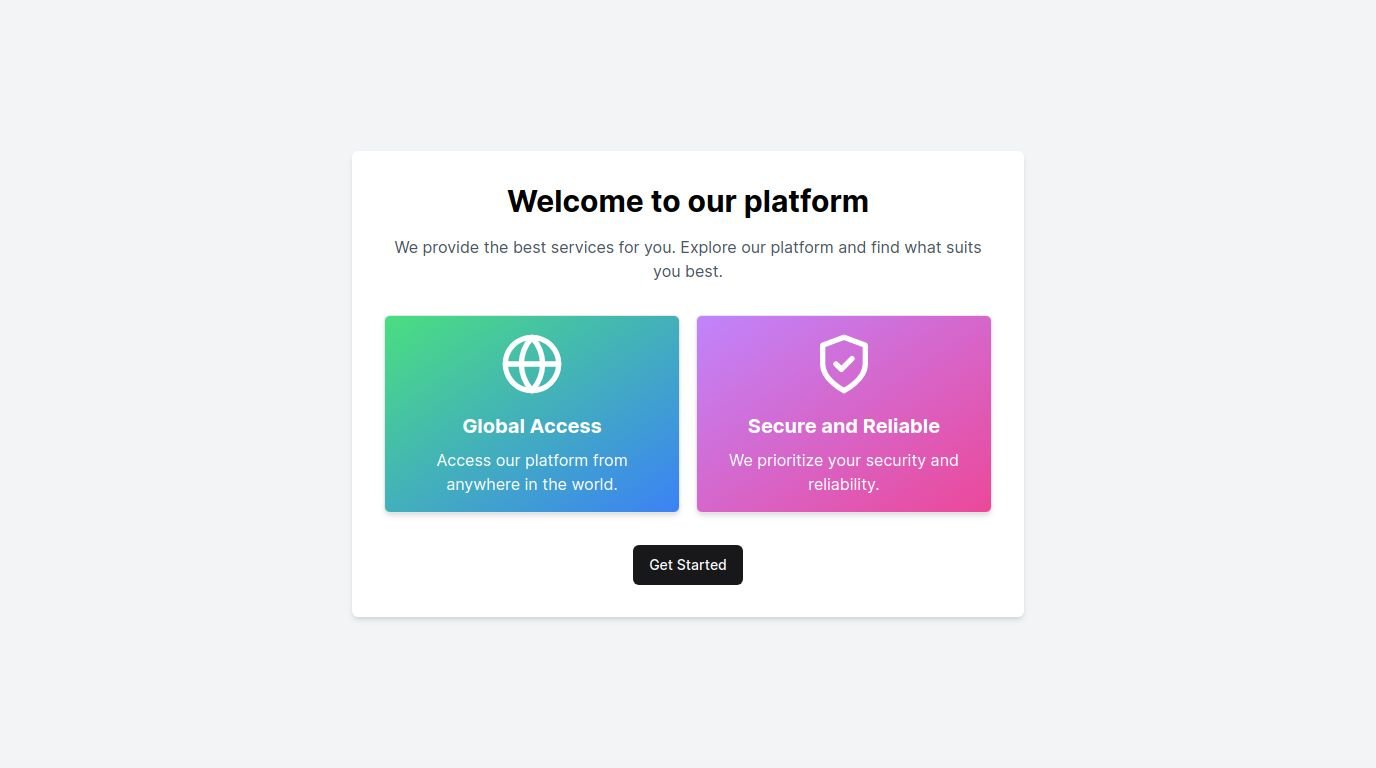 Welcome to our platform
We provide the best services for you. Explore our platform and find what suits
you best.
Global Access
Access our platform from
anywhere in the world.
Secure and Reliable
We prioritize your security and
reliability.
Get Started